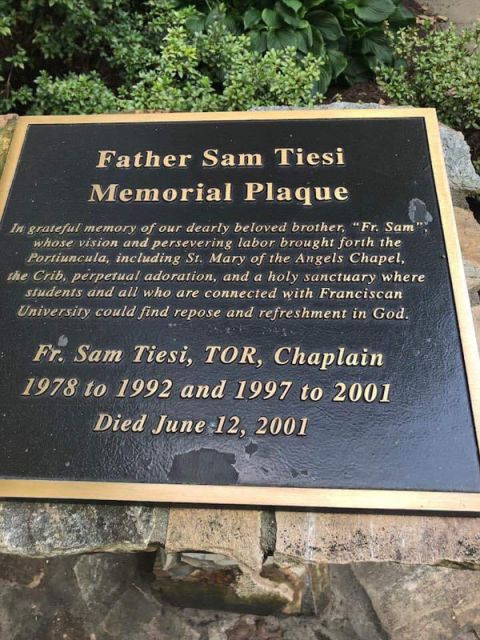 Father Sam Tiesi
Memorial Plaque
In grateful memory of our dearly beloved brother, "Fr. Sam",
whose vision and persevering labor brought forth the
Portiuncula, including St. Mary of the Angels Chapel,
the Crib, perpetual adoration, and a holy sanctuary where
students and all who are connected with Franciscan
University could find repose and refreshment in God.
Fr. Sam Tiesi, TOR, Chaplain
1978 to 1992 and 1997 to 2001
Died June 12, 2001